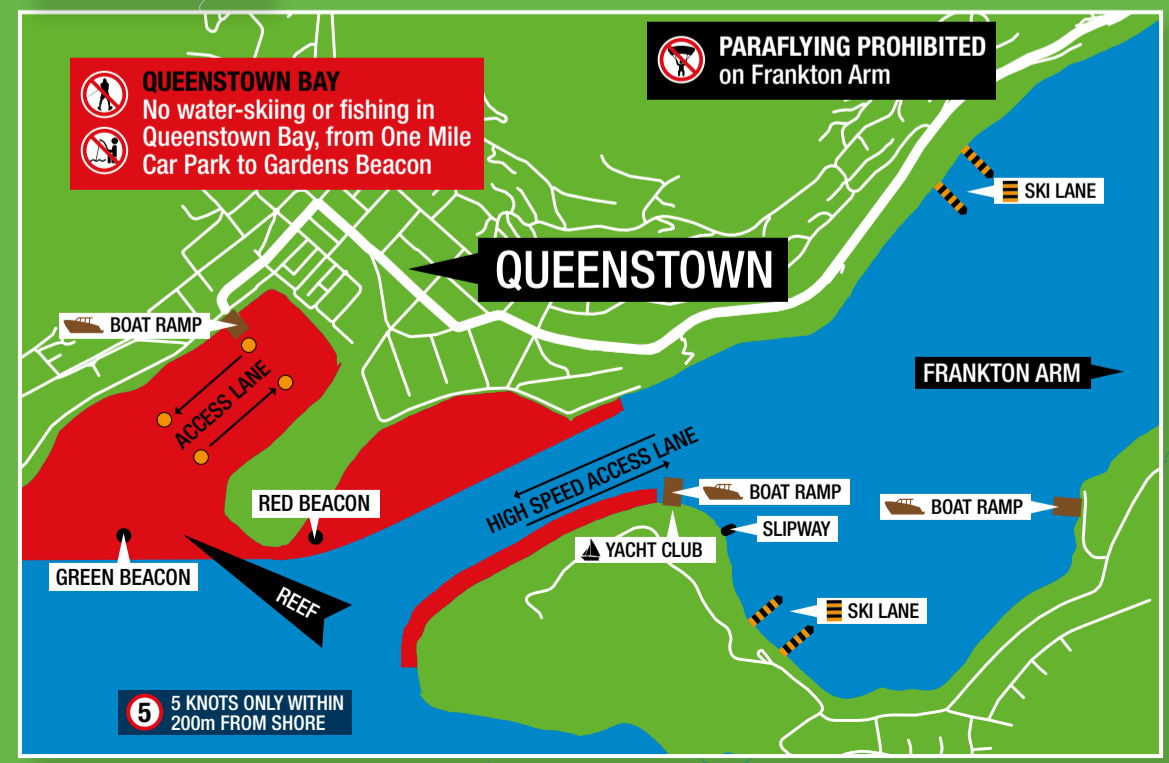 QUEENSTOWN BAY
No water-skiing or fishing in
Queenstown Bay, from One Mile
Car Park to Gardens Beacon
PARAFLYING PROHIBITED
on Frankton Arm
SKI LANE
QUEENSTOWN
BOAT RAMP
FRANKTON ARM
ACCESS LANE
HIGH SPEED ACCESS LANE
RED BEACON
BOAT RAMP
BOAT RAMP
SLIPWAY
YACHT CLUB
GREEN BEACON
REEF
SKI LANE
5
5 KNOTS ONLY WITHIN
200m FROM SHORE